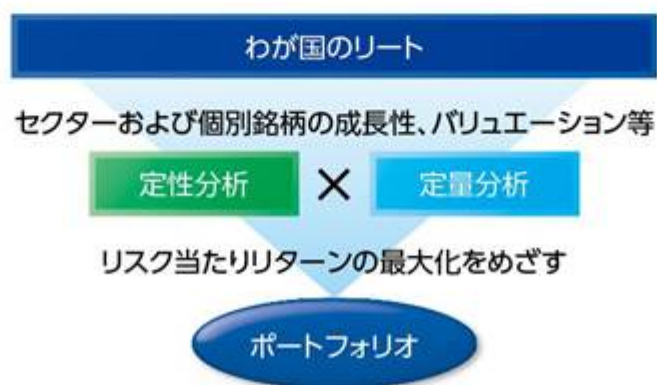 わが国のリート
セクターおよび個別銘柄の成長性、バリュエーション等
定性分析 × 定量分析
リスク当たりリターンの最大化をめざす
ポートフォリオ